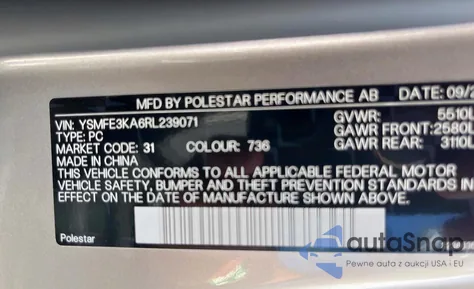 MFD BY POLESTAR PERFORMANCE AB DATE: 09/2
VIN: YSMFE3KA6RL239071 GVWR: 5510L
TYPE: PC GAWR FRONT:2580L
MARKET CODE: 31 COLOUR: 736 GAWR REAR: 3110L
MADE IN CHINA
THIS VEHICLE CONFORMS TO ALL APPLICABLE FEDERAL MOTOR
VEHICLE SAFETY, BUMPER AND THEFT PREVENTION STANDARDS IN
EFFECT ON THE DATE OF MANUFACTURE SHOWN ABOVE.
Polestar
autoSnap
Pewne auta z aukcji USA i EU